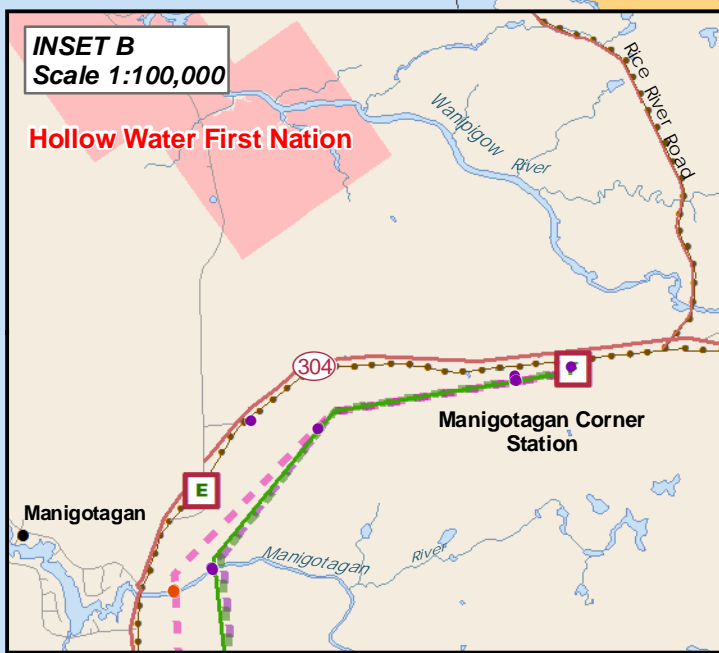 INSET B
Scale 1:100,000
Hollow Water First Nation
Wanipigow
River
Rice River Road
304
Manigotagan Corner
Station
E
Manigotagan
Manigotagan
River